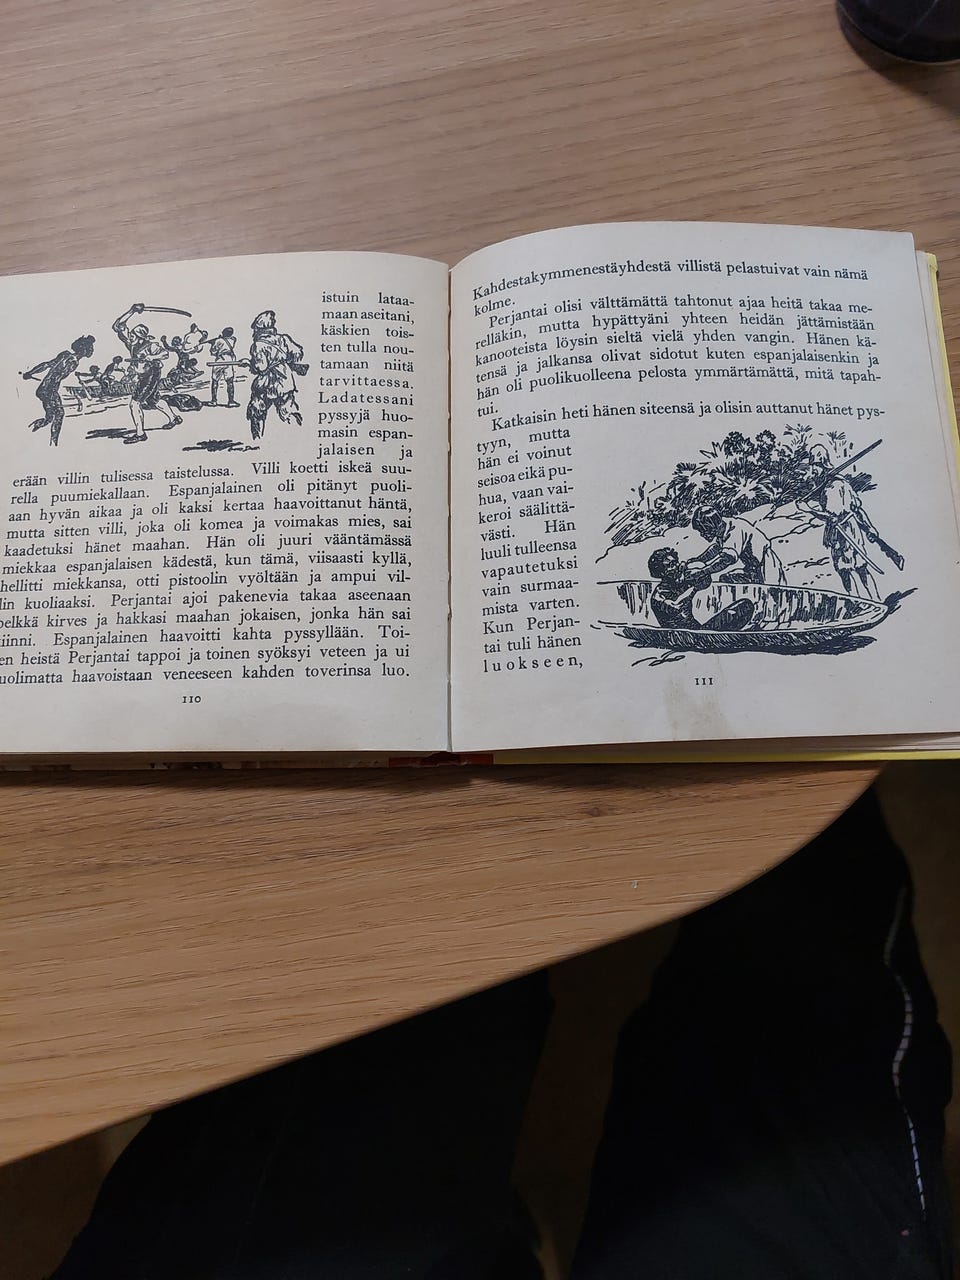 istuin lataa-
maan aseitani,
käskien tois-
ten tulla nou-
tamaan niitä
tarvittaessa.
Ladatessani
pyssyjä huo-
masin espan-
jalaisen ja
erään villin tulisessa taistelussa. Villi koetti iskeä suu-
rella puumiekallaan. Espanjalainen oli pitänyt puoli-
aan hyvän aikaa ja oli kaksi kertaa haavoittanut häntä,
mutta sitten villi, joka oli komea ja voimakas mies, sai
kaadetuksi hänet maahan. Hän oli juuri vääntämässä
miekkaa espanjalaisen kädestä, kun tämä, viisaasti kyllä,
hellitti miekkansa, otti pistoolin vyöltään ja ampui vil-
lin kuoliaaksi. Perjantai ajoi pakenevia takaa aseenaan
pelkkä kirves ja hakkasi maahan jokaisen, jonka hän sai
kiinni. Espanjalainen haavoitti kahta pyssyllään. Toi-
en heistä Perjantai tappoi ja toinen syöksyi veteen ja ui
uolimatta haavoistaan veneeseen kahden toverinsa luo.
110
Kahdestakymmenestäyhdestä villistä pelastuivat vain nämä
kolme.
Perjantai olisi välttämättä tahtonut ajaa heitä takaa me-
relläkin, mutta hypättyäni yhteen heidän jättämistään
kanooteista löysin sieltä vielä yhden vangin. Hänen kä-
tensä ja jalkansa olivat sidotut kuten espanjalaisenkin ja
hän oli puolikuolleena pelosta ymmärtämättä, mitä tapah-
tui.
Katkaisin heti hänen siteensä ja olisin auttanut hänet pys-
tyyn, mutta
hän ei voinut
seisoa eikä pu-
hua, vaan vai-
keroi säälittä-
västi. Hän
luuli tulleensa
vapautetuksi
vain surmaa-
mista varten.
Kun Perjan-
tai tuli hänen
luokseen,
111